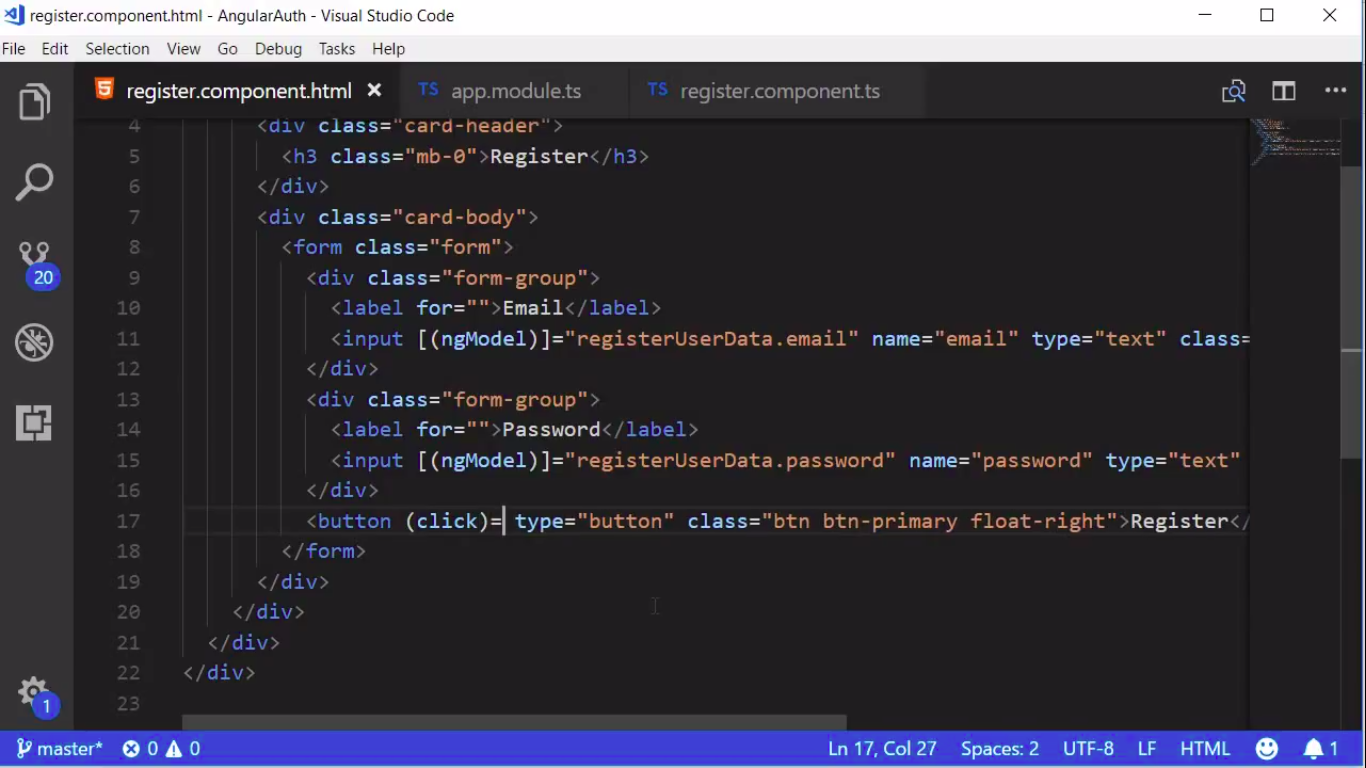 register.component.html - AngularAuth - Visual Studio Code
File Edit Selection View Go Debug Tasks Help
register.component.html TS app.module.ts TS register.component.ts
4 <div class="card-header">
5 <h3 class="mb-0">Register</h3>
6 </div>
7 <div class="card-body">
8 <form class="form">
9 <div class="form-group">
10 <label for="">Email</label>
11 <input [(ngModel)]="registerUserData.email" name="email" type="text" class=
12 </div>
13 <div class="form-group">
14 <label for="">Password</label>
15 <input [(ngModel)]="registerUserData.password" name="password" type="text"
16 </div>
17 <button (click)= type="button" class="btn btn-primary float-right">Register</
18 </form>
19 </div>
20 </div>
21 </div>
22 </div>
23
20
1
master* 0 0 Ln 17, Col 27 Spaces: 2 UTF-8 LF HTML 1